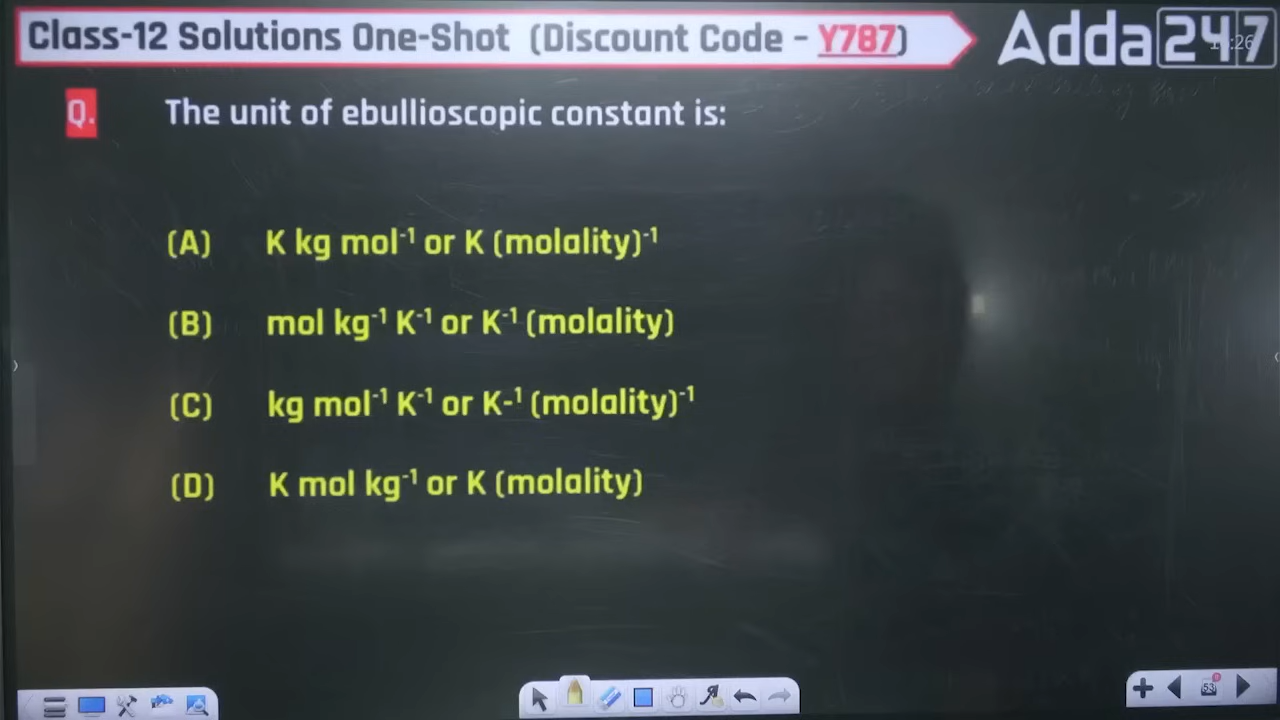 Class-12 Solutions One-Shot (Discount Code - Y787)
Adda247
Q. The unit of ebullioscopic constant is:
(A) K kg mol⁻¹ or K (molality)⁻¹
(B) mol kg⁻¹ K⁻¹ or K⁻¹ (molality)
(C) kg mol⁻¹ K⁻¹ or K-¹ (molality)⁻¹
(D) K mol kg⁻¹ or K (molality)
53